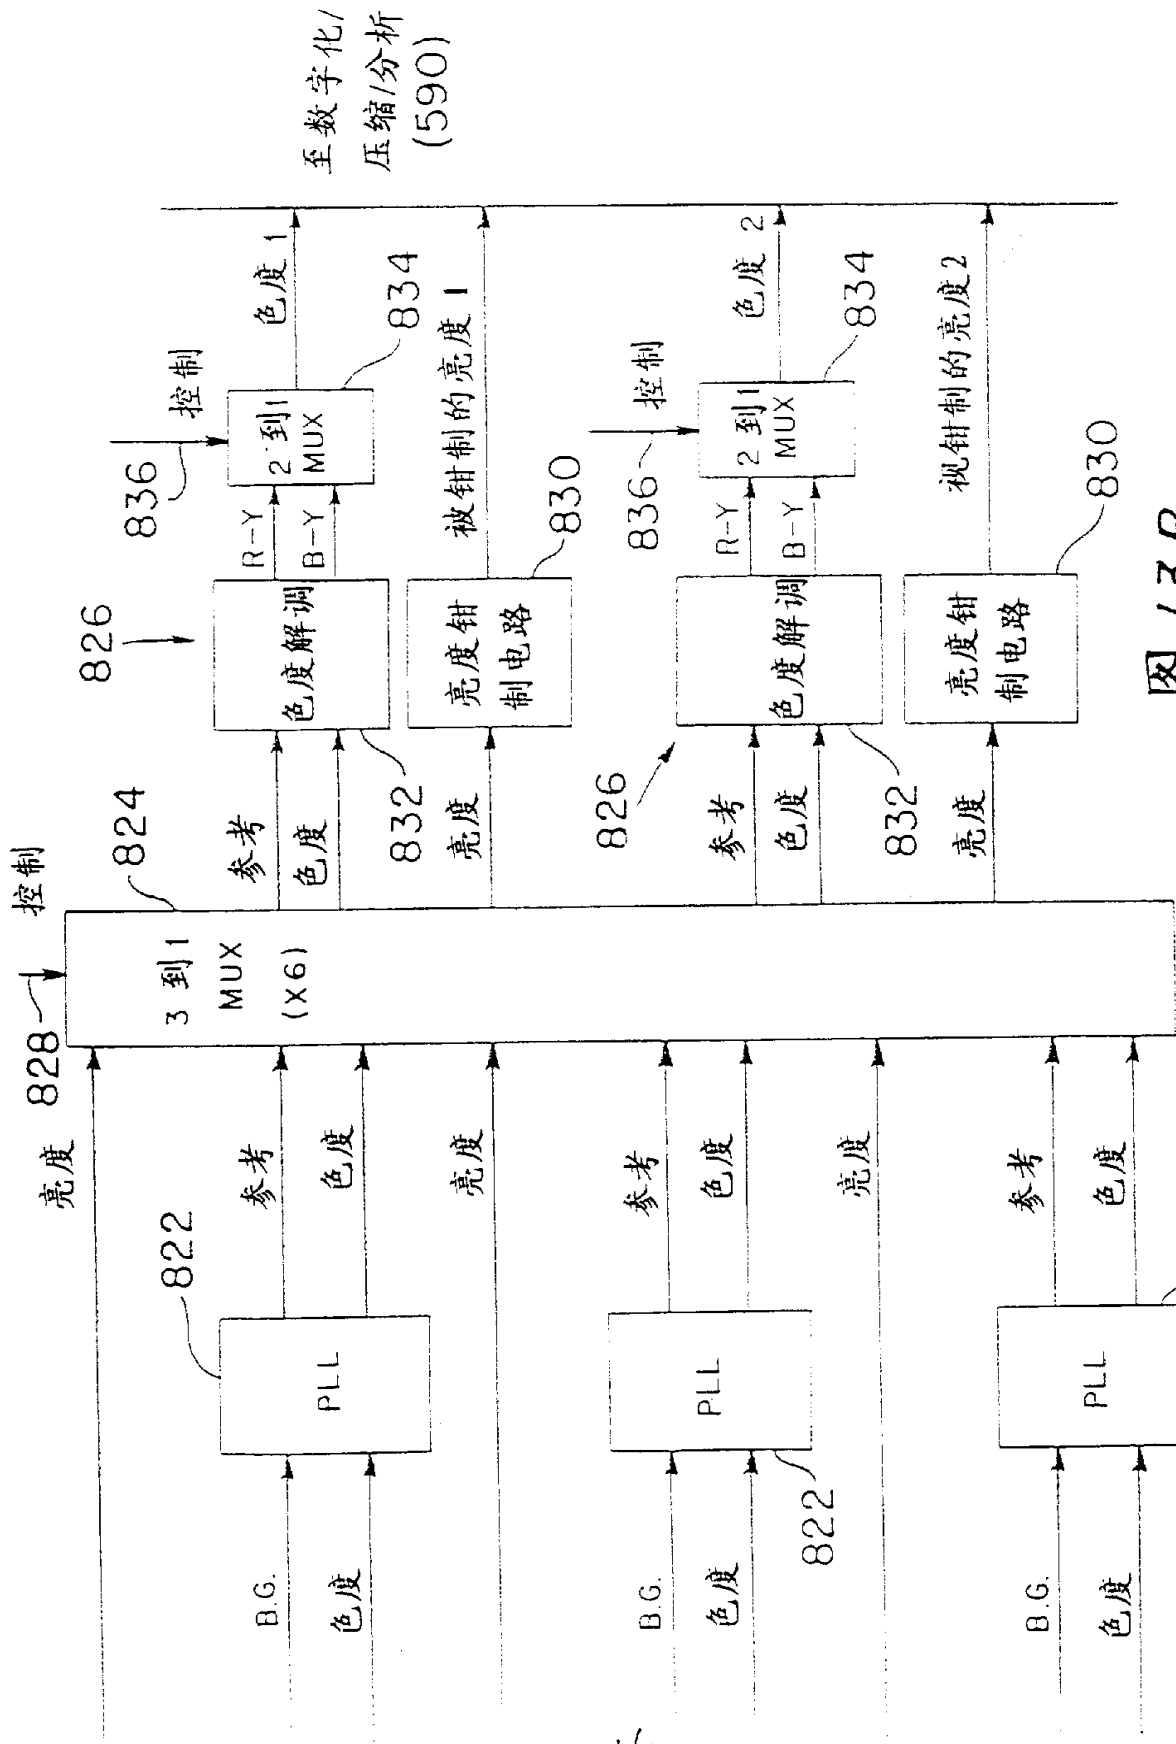 控制
828
824
3 到 1
MUX
(X6)
亮度
B.G.
色度
822
PLL
参考
色度
亮度
B.G.
色度
822
PLL
参考
色度
亮度
B.G.
色度
PLL
参考
色度
参考
色度
832
826
色度解调
R-Y
B-Y
836
控制
2 到 1
MUX
834
色度 1
亮度
亮度钳
制电路
830
被钳制的亮度 1
参考
色度
826
832
色度解调
R-Y
B-Y
836
控制
2 到 1
MUX
834
色度 2
亮度
亮度钳
制电路
830
视钳制的亮度 2
至数字化/
压缩/分析
(590)